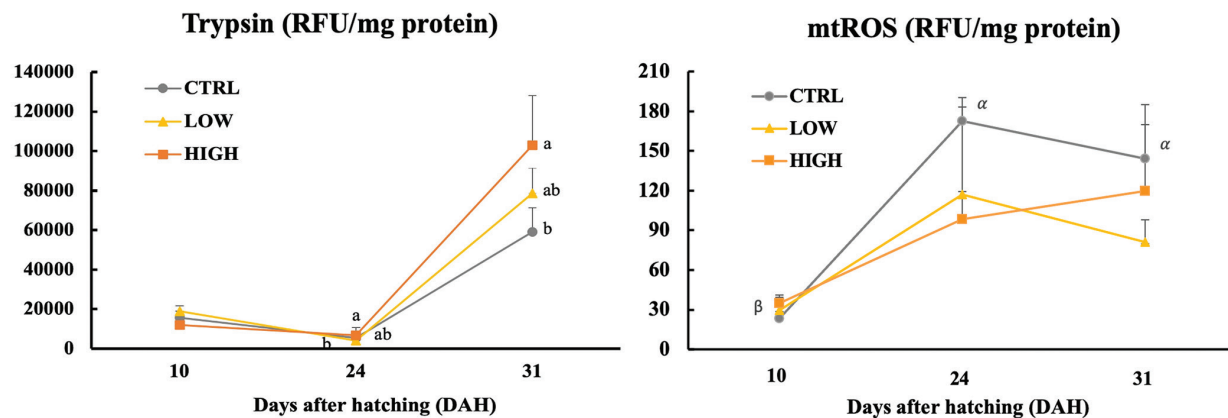 Trypsin (RFU/mg protein)
140000
120000
100000
80000
60000
40000
20000
0
CTRL
LOW
HIGH
a
ab
b
a
ab
b
10
24
31
Days after hatching (DAH)
mtROS (RFU/mg protein)
210
180
150
120
90
60
30
0
CTRL
LOW
HIGH
α
α
β
10
24
31
Days after hatching (DAH)